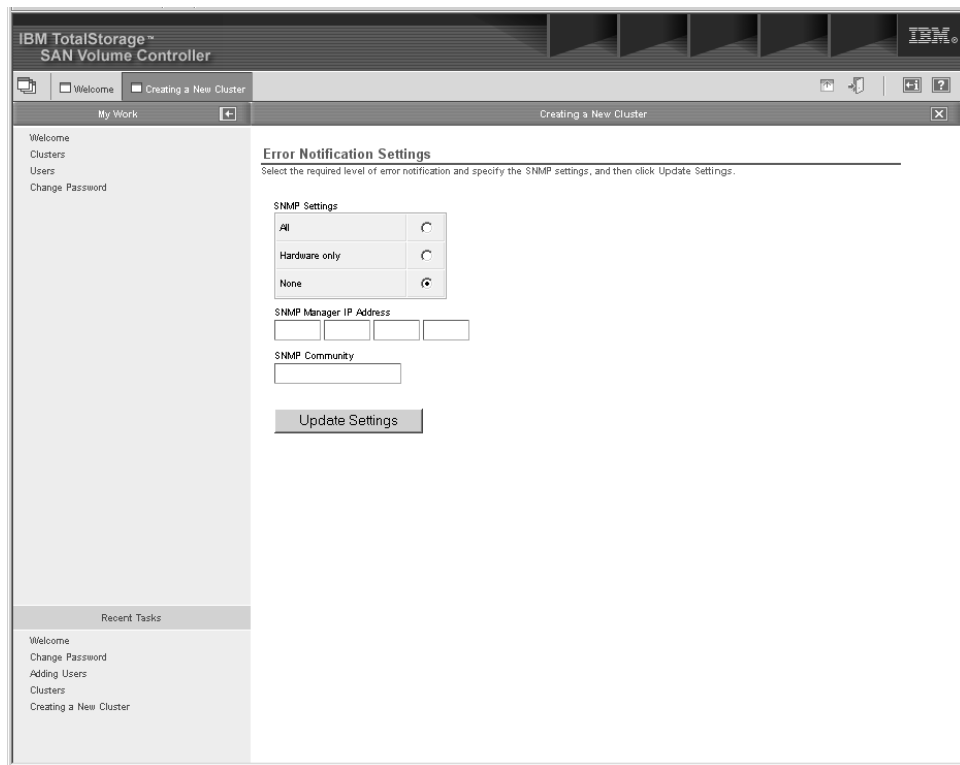 IBM TotalStorage™
SAN Volume Controller
IBM®
Welcome
Creating a New Cluster
My Work
Creating a New Cluster
Welcome
Clusters
Users
Change Password
Error Notification Settings
Select the required level of error notification and specify the SNMP settings, and then click Update Settings.
SNMP Settings
All
Hardware only
None
SNMP Manager IP Address
SNMP Community
Update Settings
Recent Tasks
Welcome
Change Password
Adding Users
Clusters
Creating a New Cluster